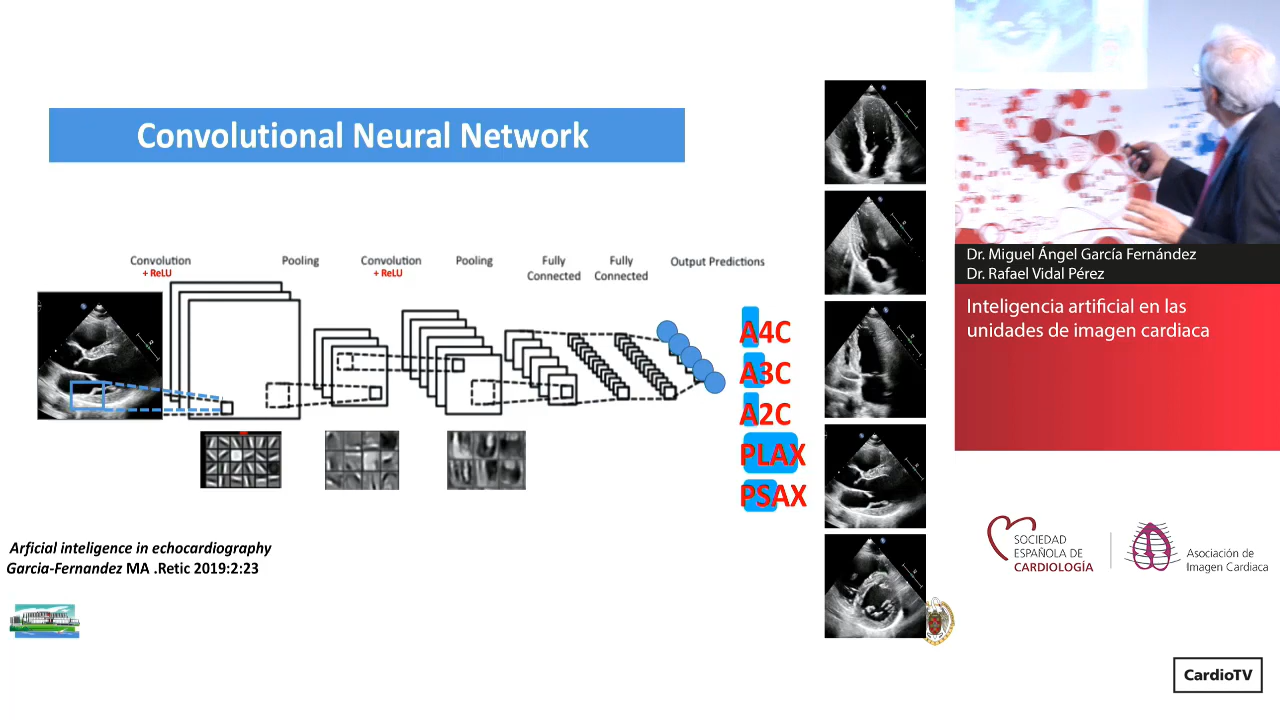 Convolutional Neural Network
Convolution
+ ReLU
Pooling
Convolution
+ ReLU
Pooling
Fully
Connected
Fully
Connected
Output Predictions
A4C
A3C
A2C
PLAX
PSAX
Arficial inteligence in echocardiography
Garcia-Fernandez MA .Retic 2019:2:23
Dr. Miguel Ángel García Fernández
Dr. Rafael Vidal Pérez
Inteligencia artificial en las
unidades de imagen cardiaca
SOCIEDAD
ESPAÑOLA DE
CARDIOLOGÍA
Asociación de
Imagen Cardiaca
CardioTV